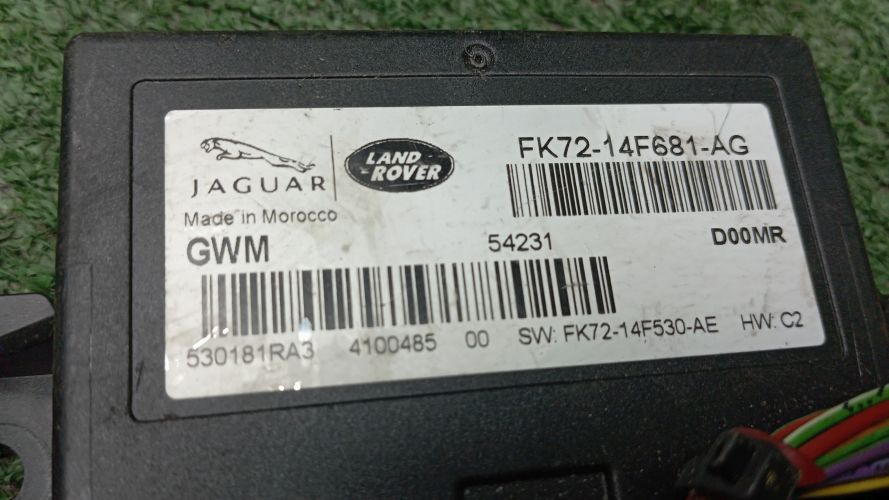 JAGUAR
LAND ROVER
FK72-14F681-AG
Made in Morocco
GWM 54231 D00MR
530181RA3 4100485 00 SW: FK72-14F530-AE HW: C2